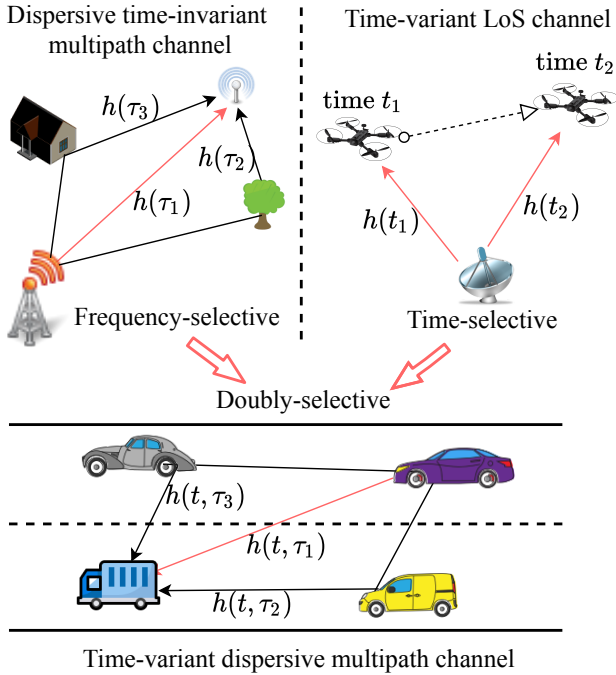 Dispersive time-invariant
multipath channel
h(τ₃)
h(τ₂)
h(τ₁)
Frequency-selective
Time-variant LoS channel
time t₁
time t₂
h(t₁)
h(t₂)
Time-selective
Doubly-selective
h(t, τ₃)
h(t, τ₁)
h(t, τ₂)
Time-variant dispersive multipath channel